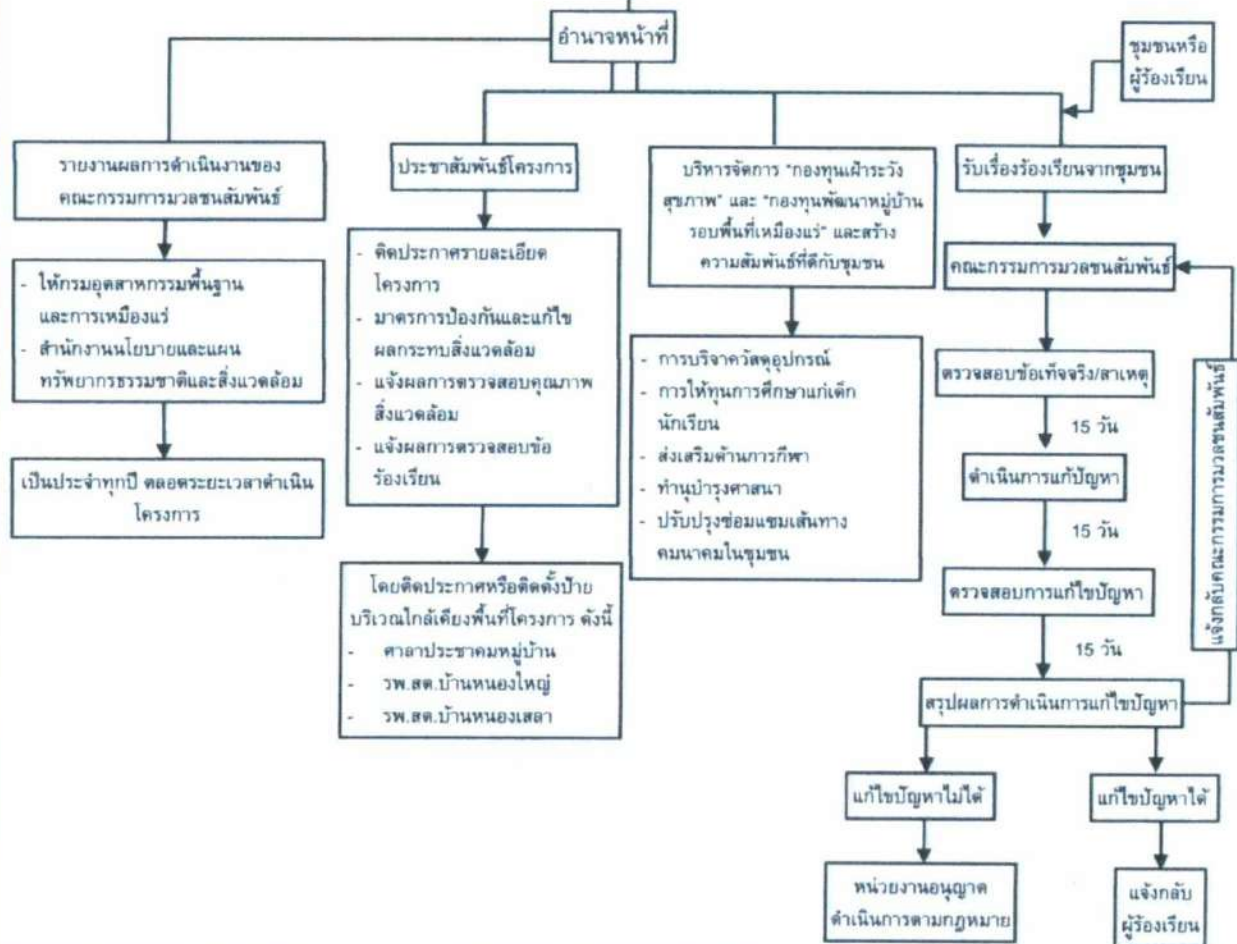 อำนาจหน้าที่
ชุมชนหรือ
ผู้ร้องเรียน
รายงานผลการดำเนินงานของ
คณะกรรมการมวลชนสัมพันธ์
- ให้กรมอุตสาหกรรมพื้นฐาน
และการเหมืองแร่
- สำนักงานนโยบายและแผน
ทรัพยากรธรรมชาติและสิ่งแวดล้อม
เป็นประจำทุกปี ตลอดระยะเวลาดำเนิน
โครงการ
ประชาสัมพันธ์โครงการ
- ติดประกาศรายละเอียด
โครงการ
- มาตรการป้องกันและแก้ไข
ผลกระทบสิ่งแวดล้อม
- แจ้งผลการตรวจสอบคุณภาพ
สิ่งแวดล้อม
- แจ้งผลการตรวจสอบข้อ
ร้องเรียน
โดยติดประกาศหรือติดตั้งป้าย
บริเวณใกล้เคียงพื้นที่โครงการ ดังนี้
- ศาลาประชาคมหมู่บ้าน
- รพ.สต.บ้านหนองใหญ่
- รพ.สต.บ้านหนองเสลา
บริหารจัดการ "กองทุนเฝ้าระวัง
สุขภาพ" และ "กองทุนพัฒนาหมู่บ้าน
รอบพื้นที่เหมืองแร่" และสร้าง
ความสัมพันธ์ที่ดีกับชุมชน
- การบริจาควัสดุอุปกรณ์
- การให้ทุนการศึกษาแก่เด็ก
นักเรียน
- ส่งเสริมด้านการกีฬา
- ทำนุบำรุงศาสนา
- ปรับปรุงซ่อมแซมเส้นทาง
คมนาคมในชุมชน
รับเรื่องร้องเรียนจากชุมชน
คณะกรรมการมวลชนสัมพันธ์
ตรวจสอบข้อเท็จจริง/สาเหตุ
15 วัน
ดำเนินการแก้ปัญหา
15 วัน
ตรวจสอบการแก้ไขปัญหา
15 วัน
สรุปผลการดำเนินการแก้ไขปัญหา
แจ้งกลับคณะกรรมการมวลชนสัมพันธ์
แก้ไขปัญหาไม่ได้
แก้ไขปัญหาได้
หน่วยงานอนุญาต
ดำเนินการตามกฎหมาย
แจ้งกลับ
ผู้ร้องเรียน